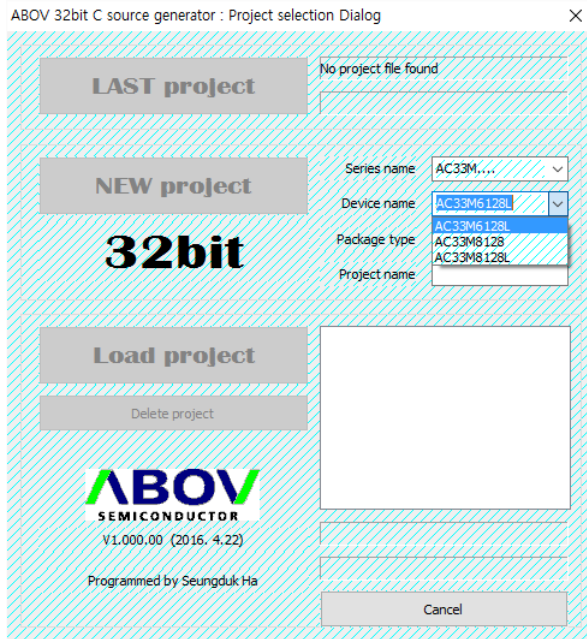 ABOV 32bit C source generator : Project selection Dialog
LAST project
No project file found
NEW project
32bit
Series name AC33M....
Device name AC33M6128L
AC33M6128L
Package type AC33M8128
AC33M8128L
Project name
Load project
Delete project
ABOV
SEMICONDUCTOR
V1.000.00 (2016. 4.22)
Programmed by Seungduk Ha
Cancel